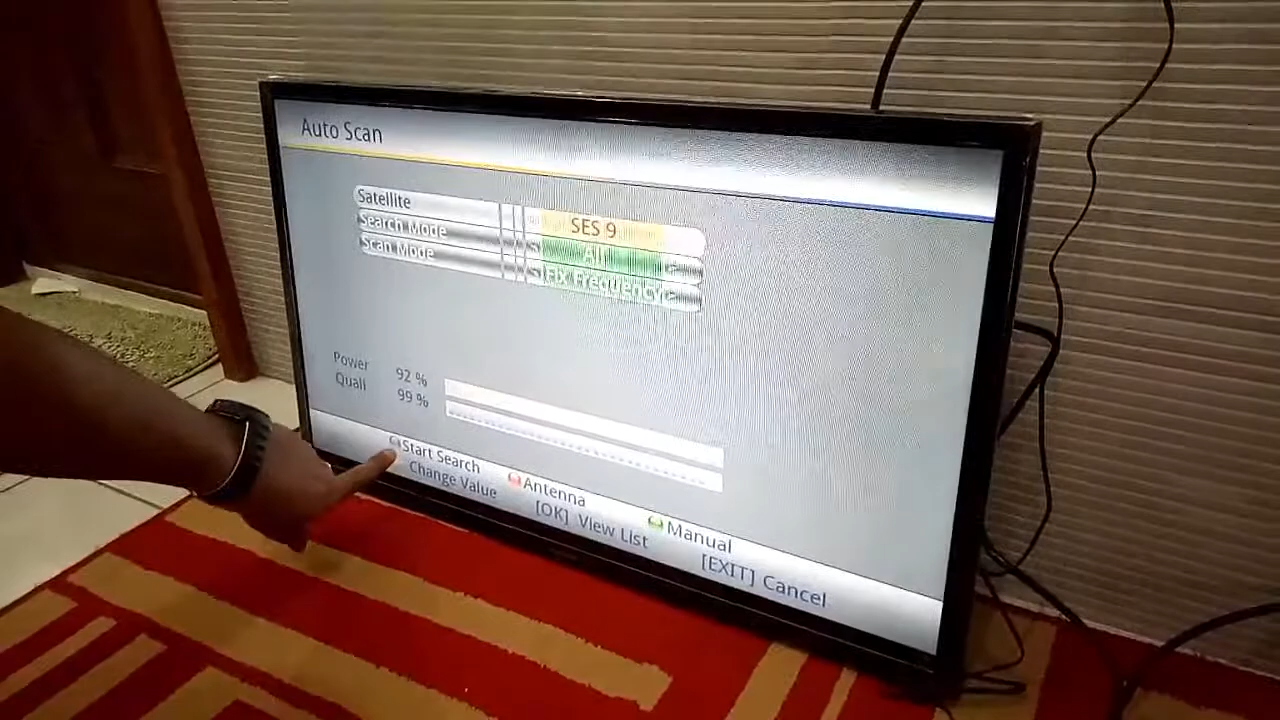 Auto Scan
Satellite SES 9
Search Mode All
Scan Mode Fix Frequency
Power 92 %
Quali 99 %
Start Search Antenna Manual
Change Value [OK] View List [EXIT] Cancel